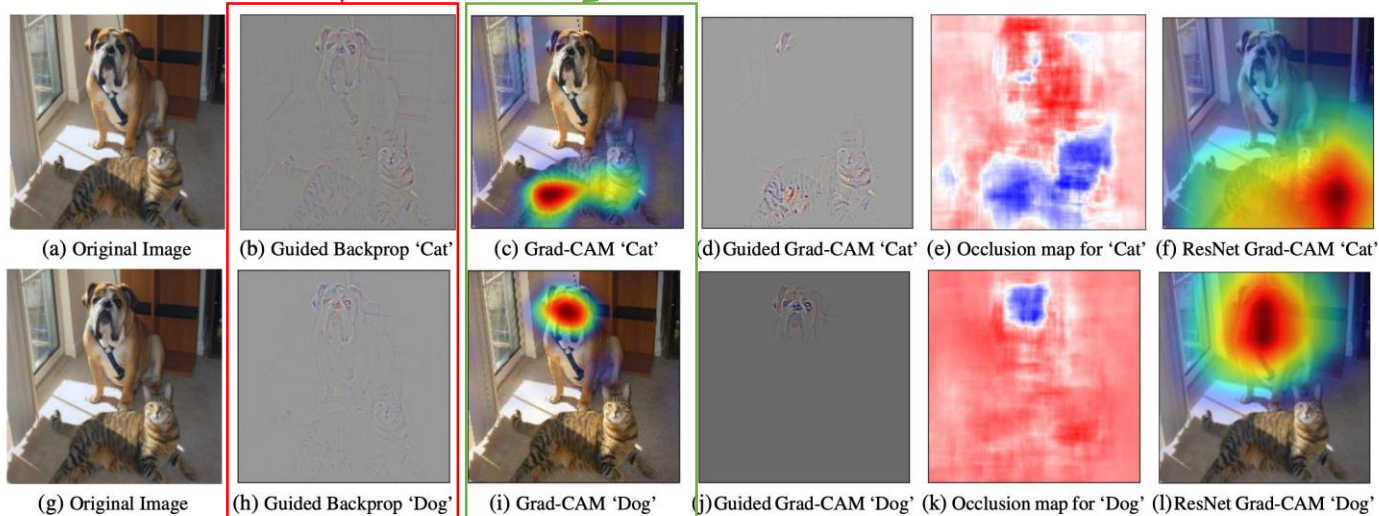 (a) Original Image
(b) Guided Backprop ‘Cat’
(c) Grad-CAM ‘Cat’
(d) Guided Grad-CAM ‘Cat’
(e) Occlusion map for ‘Cat’
(f) ResNet Grad-CAM ‘Cat’
(g) Original Image
(h) Guided Backprop ‘Dog’
(i) Grad-CAM ‘Dog’
(j) Guided Grad-CAM ‘Dog’
(k) Occlusion map for ‘Dog’
(l) ResNet Grad-CAM ‘Dog’